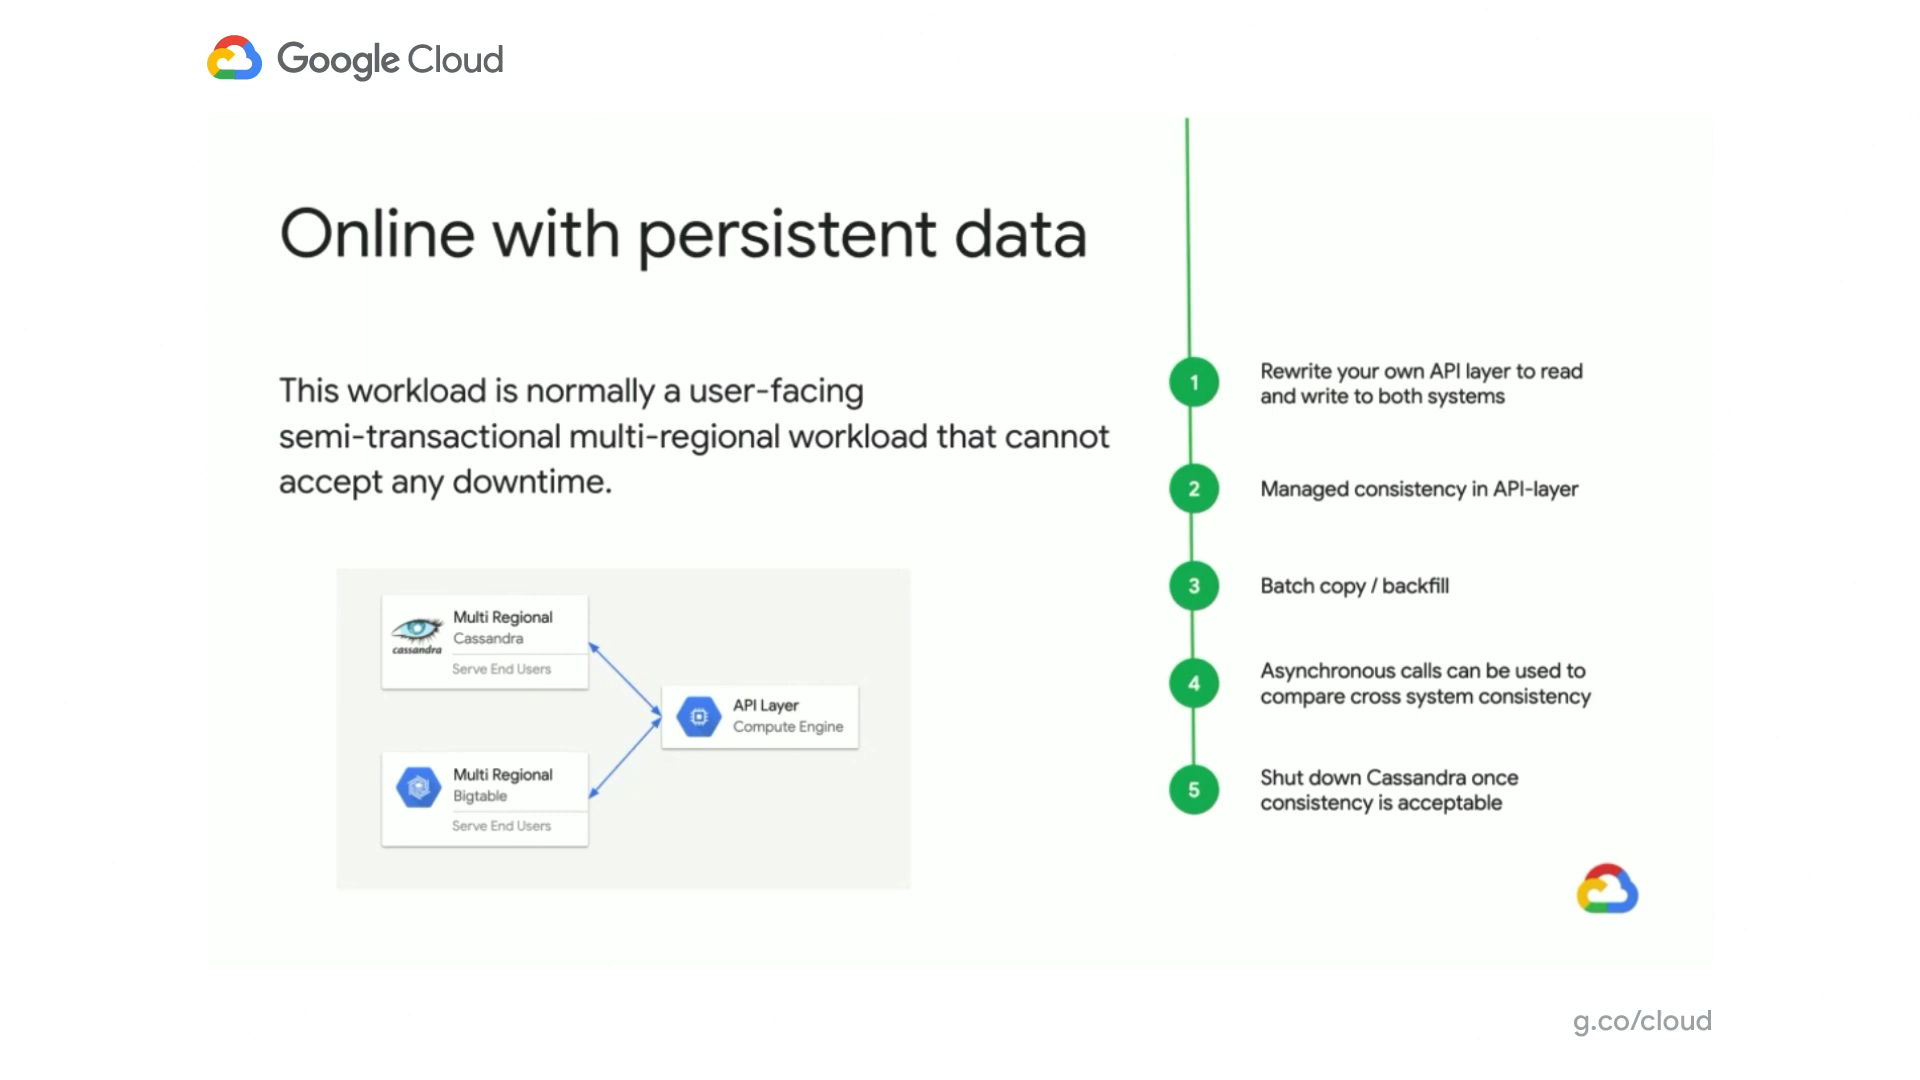 Google Cloud
Online with persistent data
This workload is normally a user-facing
semi-transactional multi-regional workload that cannot
accept any downtime.
cassandra
Multi Regional
Cassandra
Serve End Users
API Layer
Compute Engine
Multi Regional
Bigtable
Serve End Users
1
Rewrite your own API layer to read
and write to both systems
2
Managed consistency in API-layer
3
Batch copy / backfill
4
Asynchronous calls can be used to
compare cross system consistency
5
Shut down Cassandra once
consistency is acceptable
g.co/cloud